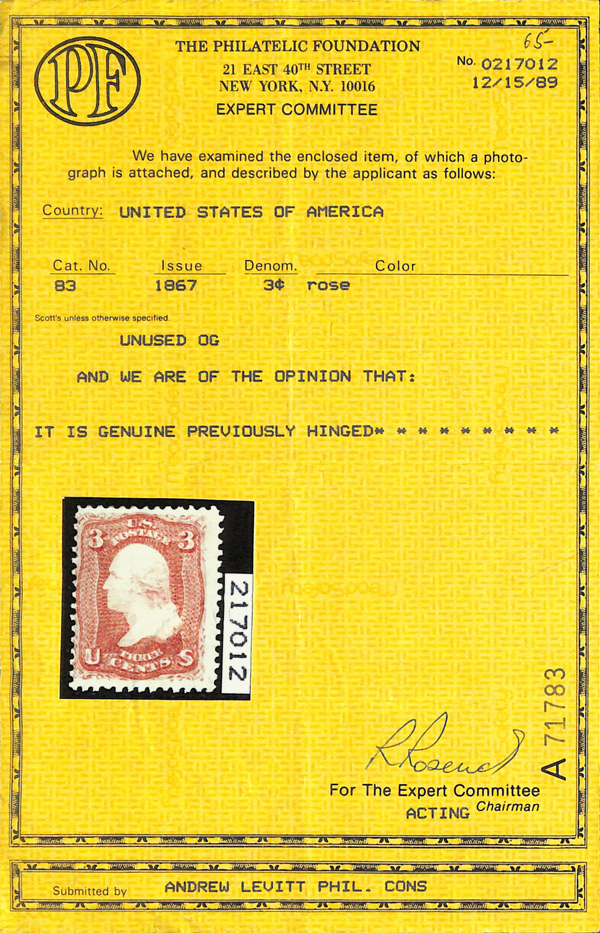 PF
65-
THE PHILATELIC FOUNDATION
21 EAST 40TH STREET
NEW YORK, N.Y. 10016
EXPERT COMMITTEE
No. 0217012
12/15/89
We have examined the enclosed item, of which a photo-
graph is attached, and described by the applicant as follows:
Country: UNITED STATES OF AMERICA
Cat. No. Issue Denom. Color
83 1867 3¢ rose
Scott's unless otherwise specified.
UNUSED OG
AND WE ARE OF THE OPINION THAT:
IT IS GENUINE PREVIOUSLY HINGED* * * * * * * * *
U.S.
POSTAGE
3 3
THREE
U CENTS S
217012
A 71783
For The Expert Committee
ACTING Chairman
Submitted by ANDREW LEVITT PHIL. CONS